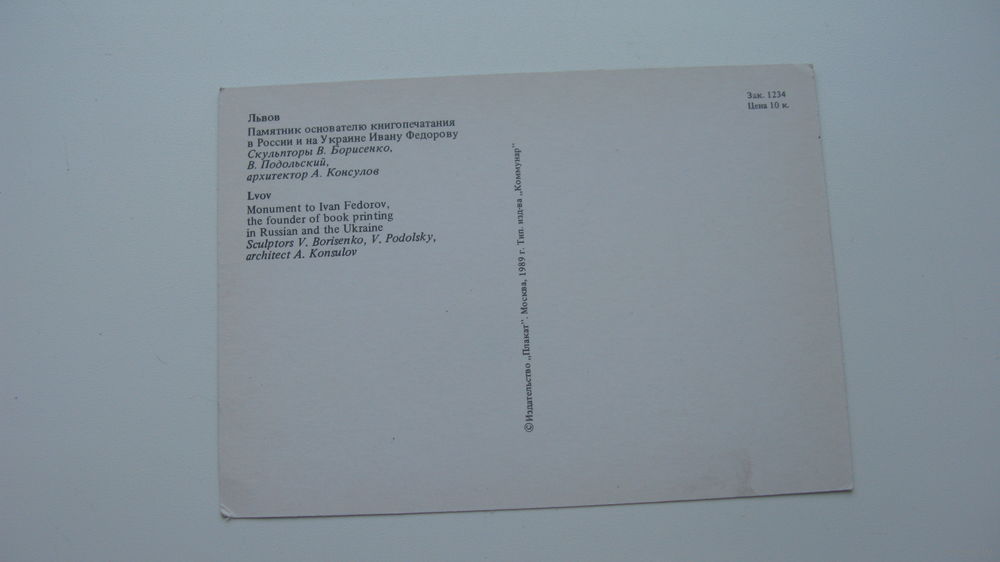 Львов
Памятник основателю книгопечатания
в России и на Украине Ивану Федорову
Скульпторы В. Борисенко,
В. Подольский,
архитектор А. Консулов
Lvov
Monument to Ivan Fedorov,
the founder of book printing
in Russian and the Ukraine
Sculptors V. Borisenko, V. Podolsky,
architect A. Konsulov
©Издательство „Плакат". Москва, 1989 г. Тип. изд-ва „Коммунар"
Зак. 1234
Цена 10 к.